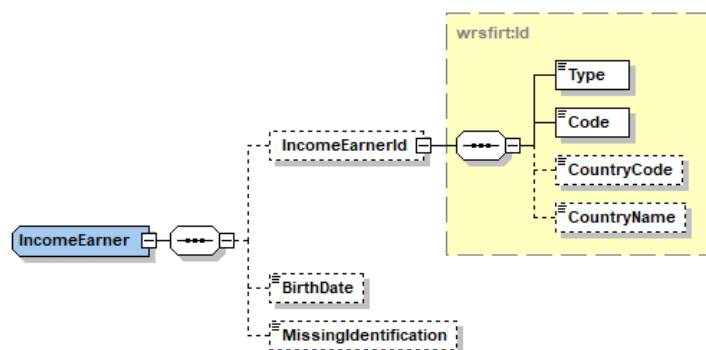 wrsfirt:Id
Type
Code
IncomeEarnerId
CountryCode
CountryName
IncomeEarner
BirthDate
MissingIdentification